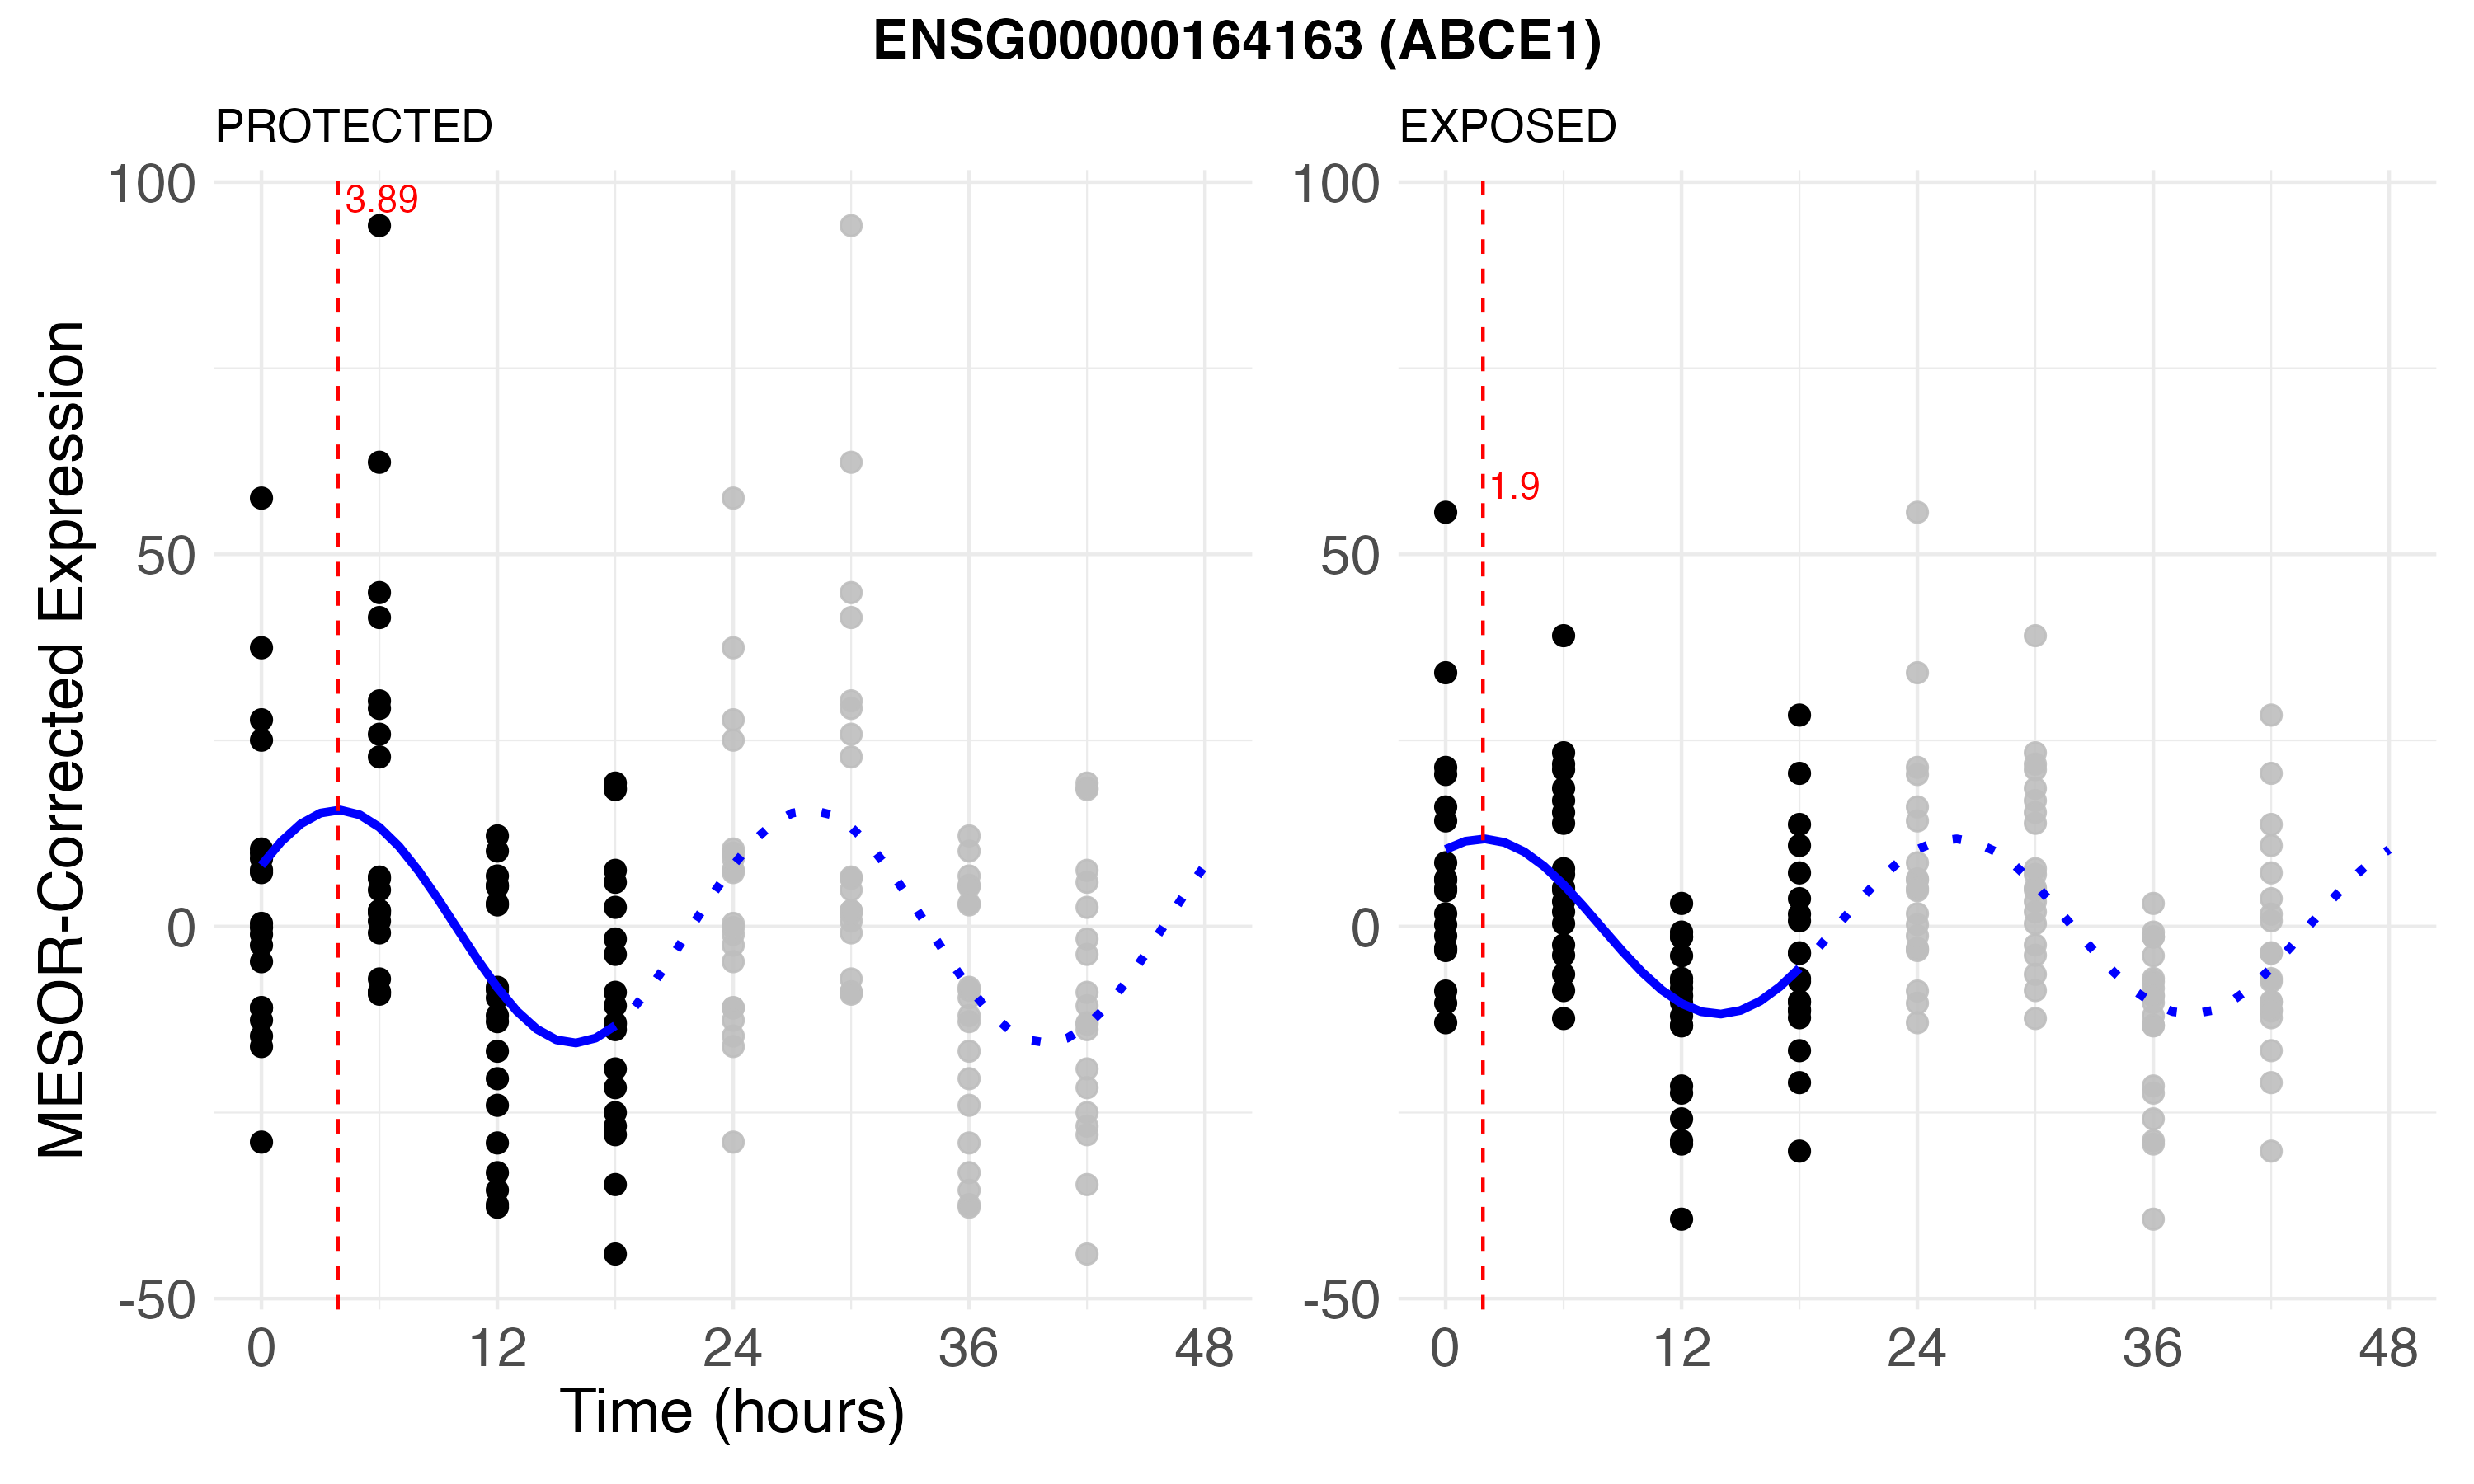 ENSG00000164163 (ABCE1)
PROTECTED
EXPOSED
MESOR-Corrected Expression
100
50
0
-50
3.89
0 12 24 36 48
100
50
0
-50
1.9
0 12 24 36 48
Time (hours)